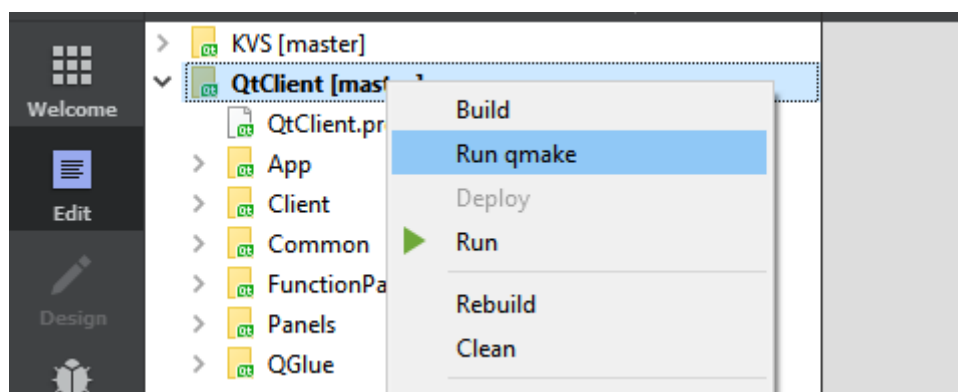 KVS [master]
QtClient [mast
Welcome
Build
QtClient.pr
Run qmake
App
Deploy
Client
Edit
Run
Common
FunctionPa
Rebuild
Design
Panels
Clean
QGlue